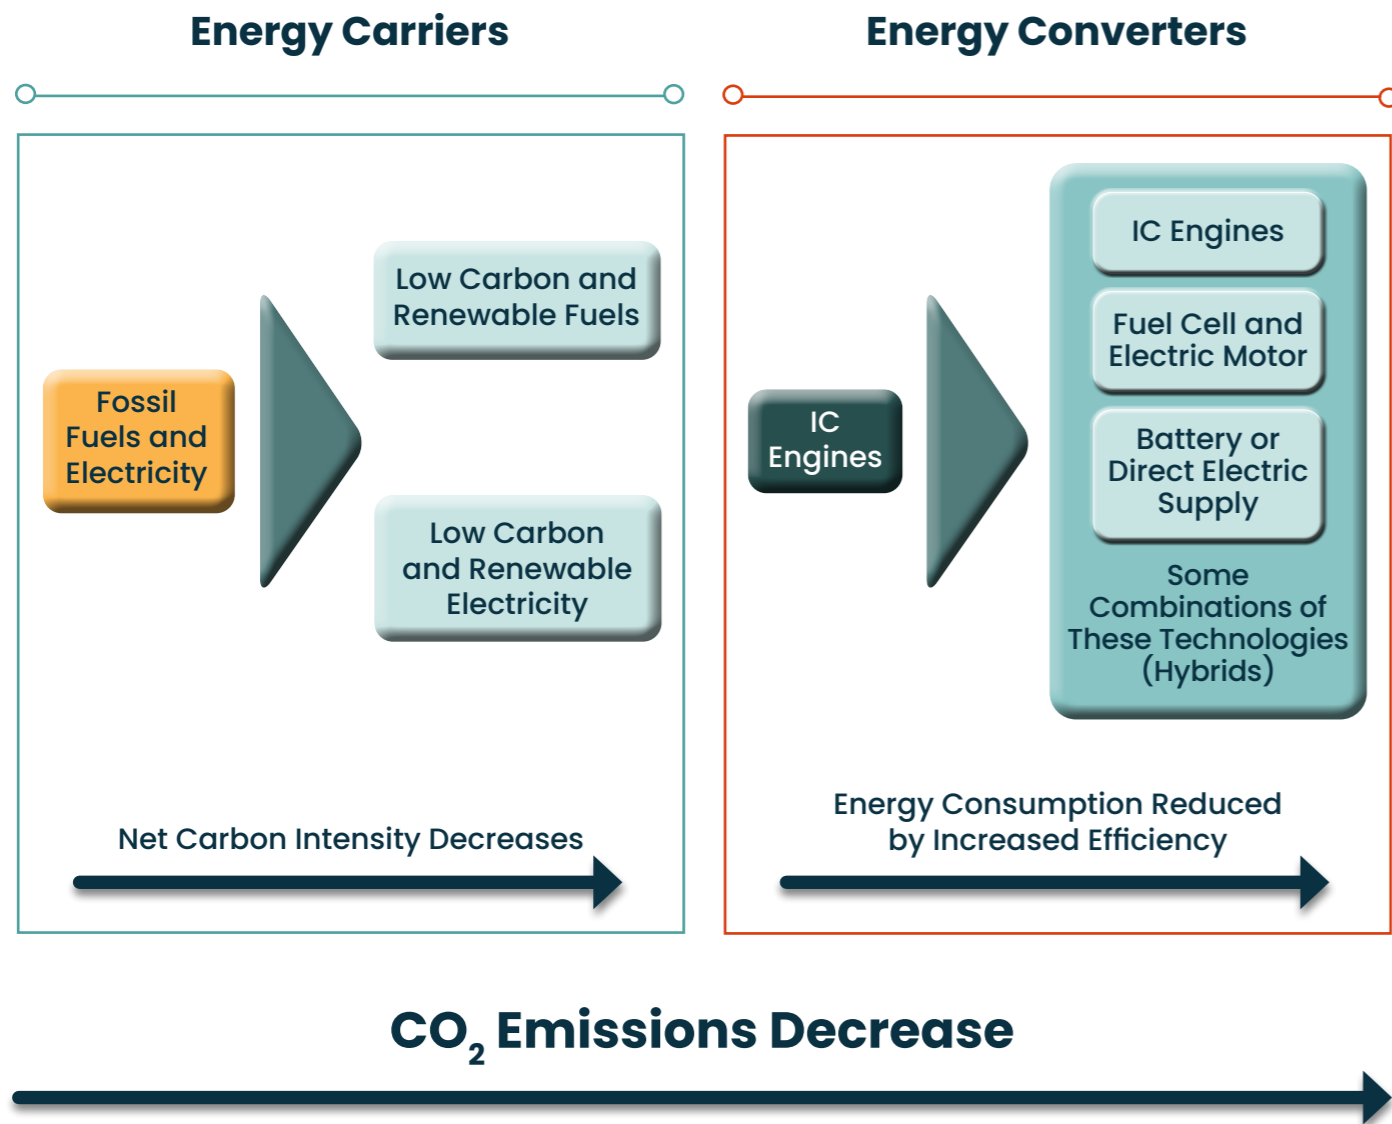 Energy Carriers
Energy Converters
Fossil
Fuels and
Electricity
Low Carbon and
Renewable Fuels
Low Carbon
and Renewable
Electricity
Net Carbon Intensity Decreases
IC
Engines
IC Engines
Fuel Cell and
Electric Motor
Battery or
Direct Electric
Supply
Some
Combinations of
These Technologies
(Hybrids)
Energy Consumption Reduced
by Increased Efficiency
CO₂ Emissions Decrease